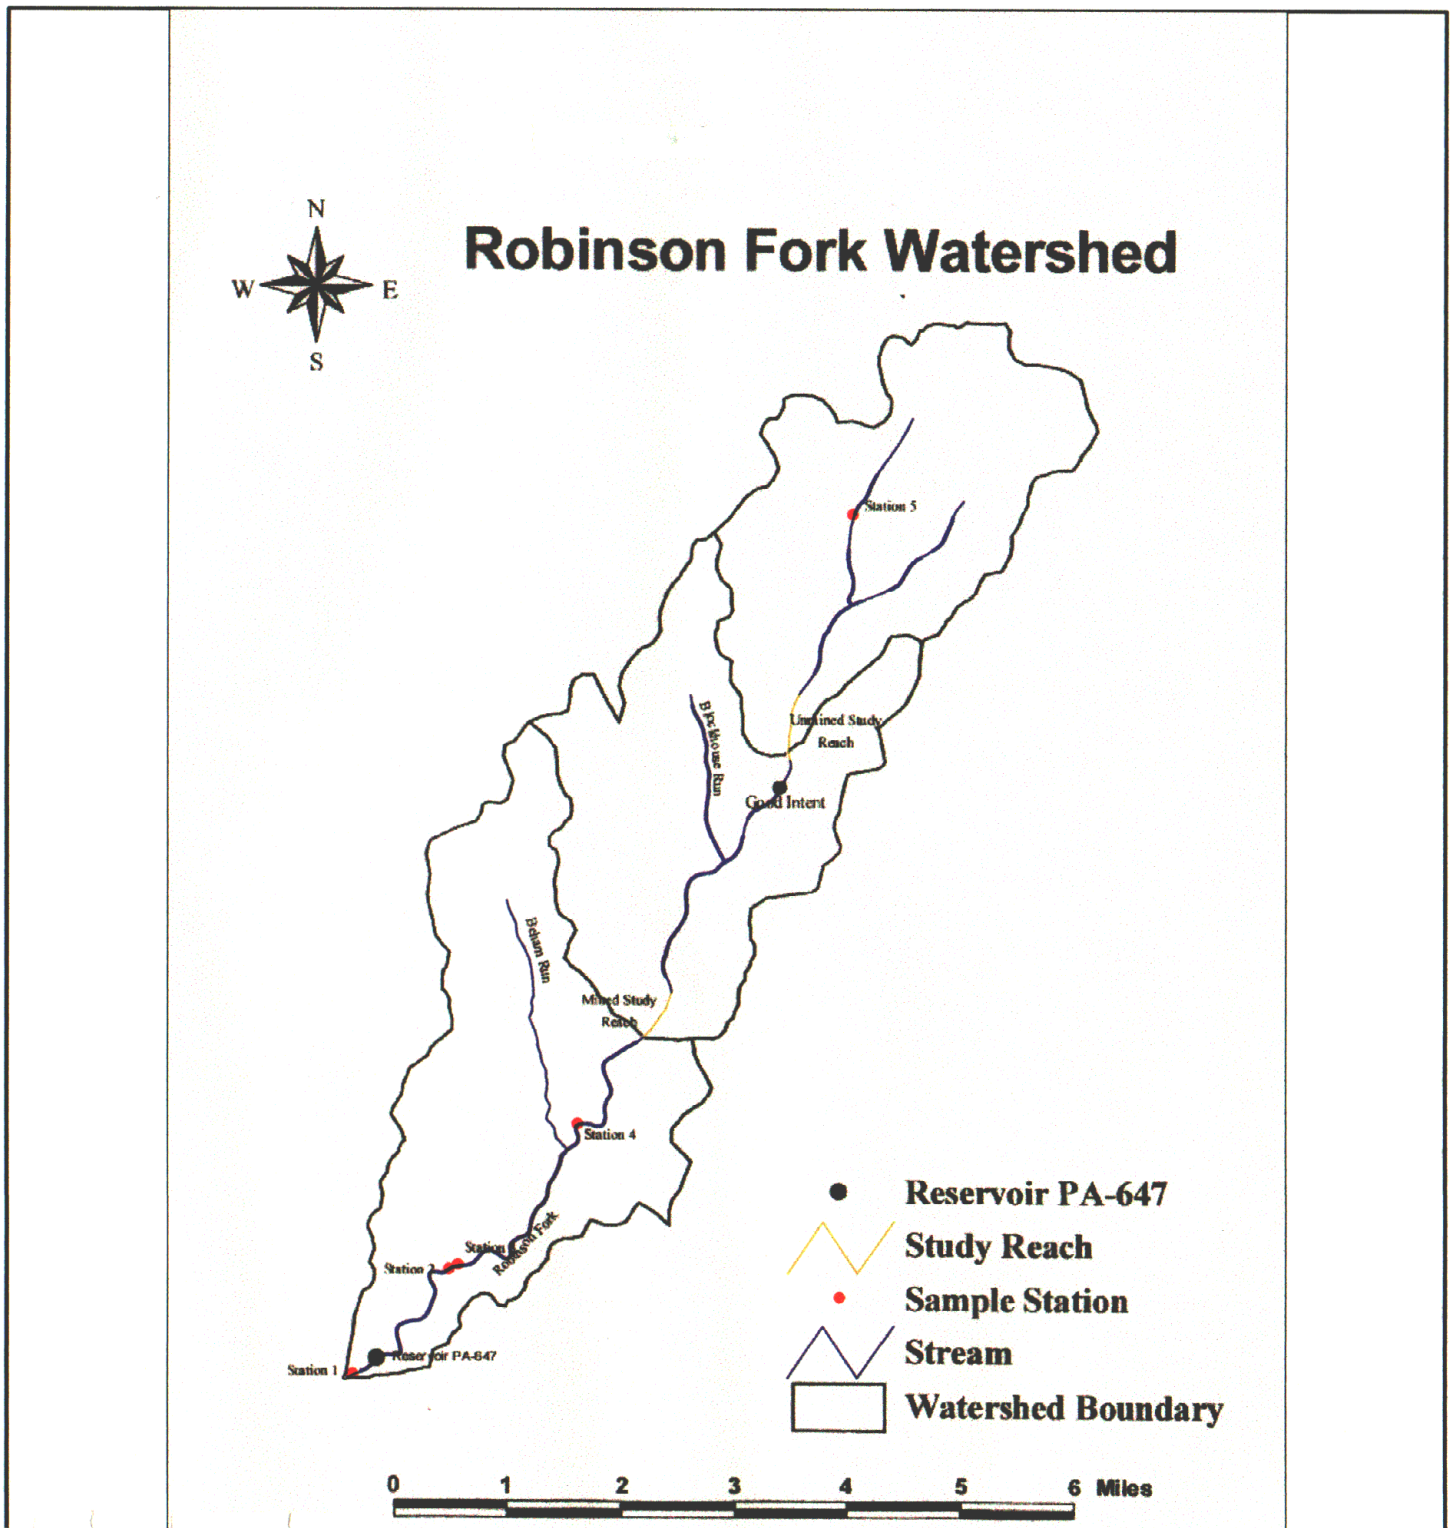 N
Robinson Fork Watershed
W
E
S
Station 5
Unmined Study
Reach
Blockhouse Run
Good Intent
Beham Run
Mined Study
Reach
Station 4
Station
Robinson Fork
Station 2
Reservoir PA-647
Station 1
Reservoir PA-647
Study Reach
Sample Station
Stream
Watershed Boundary
0 1 2 3 4 5 6 Miles